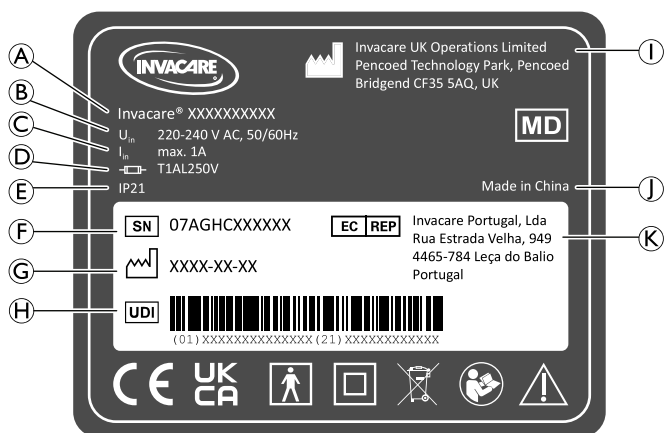 INVACARE
Invacare UK Operations Limited
Pencoed Technology Park, Pencoed
Bridgend CF35 5AQ, UK
A
I
Invacare® XXXXXXXXXX
B
Uin 220-240 V AC, 50/60Hz
MD
C
Iin max. 1A
D
T1AL250V
E
IP21
Made in China
J
F
SN 07AGHCXXXXXX
EC REP
Invacare Portugal, Lda
Rua Estrada Velha, 949
4465-784 Leça do Balio
Portugal
K
G
XXXX-XX-XX
H
UDI
(01)XXXXXXXXXXXXXX(21)XXXXXXXXXXXX
CE UK
CA